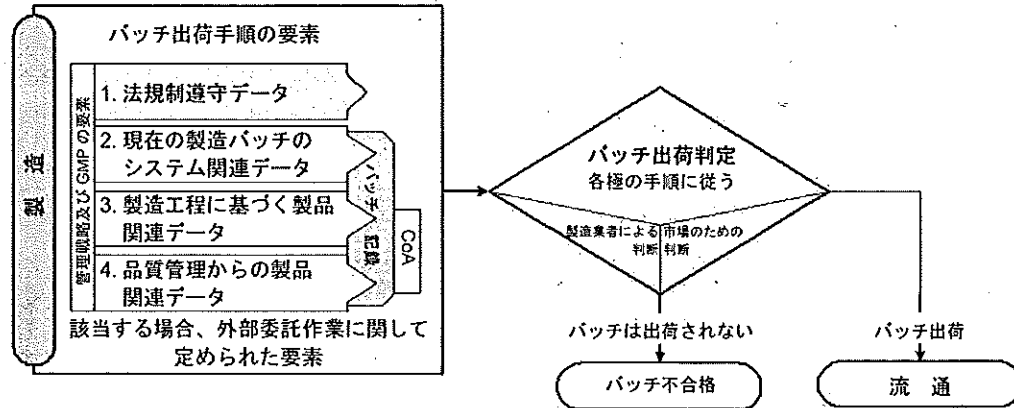 製造
バッチ出荷手順の要素
管理戦略及び GMP の要素
1. 法規制遵守データ
2. 現在の製造バッチの
システム関連データ
3. 製造工程に基づく製品
関連データ
4. 品質管理からの製品
関連データ
バッチ記録
CoA
該当する場合、外部委託作業に関して
定められた要素
バッチ出荷判定
各極の手順に従う
製造業者による
判断
市場のための
判断
バッチは出荷されない
バッチ出荷
バッチ不合格
流 通